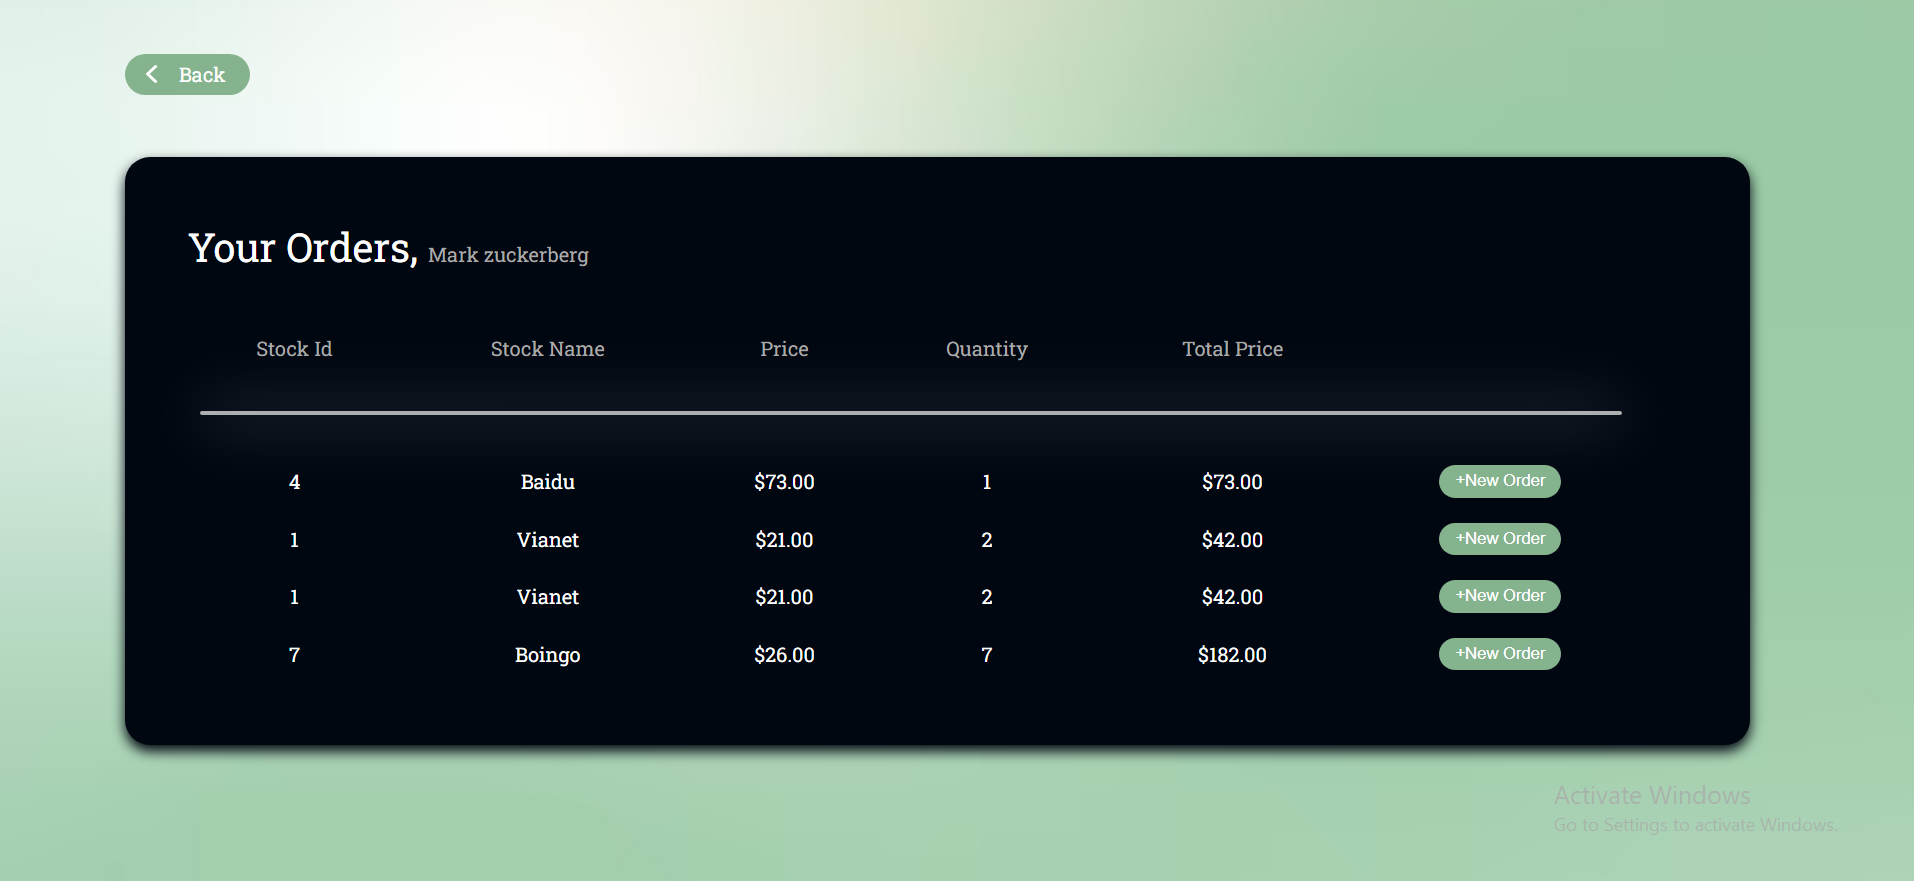 Back
Your Orders, Mark zuckerberg
Stock Id Stock Name Price Quantity Total Price
4 Baidu $73.00 1 $73.00 +New Order
1 Vianet $21.00 2 $42.00 +New Order
1 Vianet $21.00 2 $42.00 +New Order
7 Boingo $26.00 7 $182.00 +New Order
Activate Windows
Go to Settings to activate Windows.